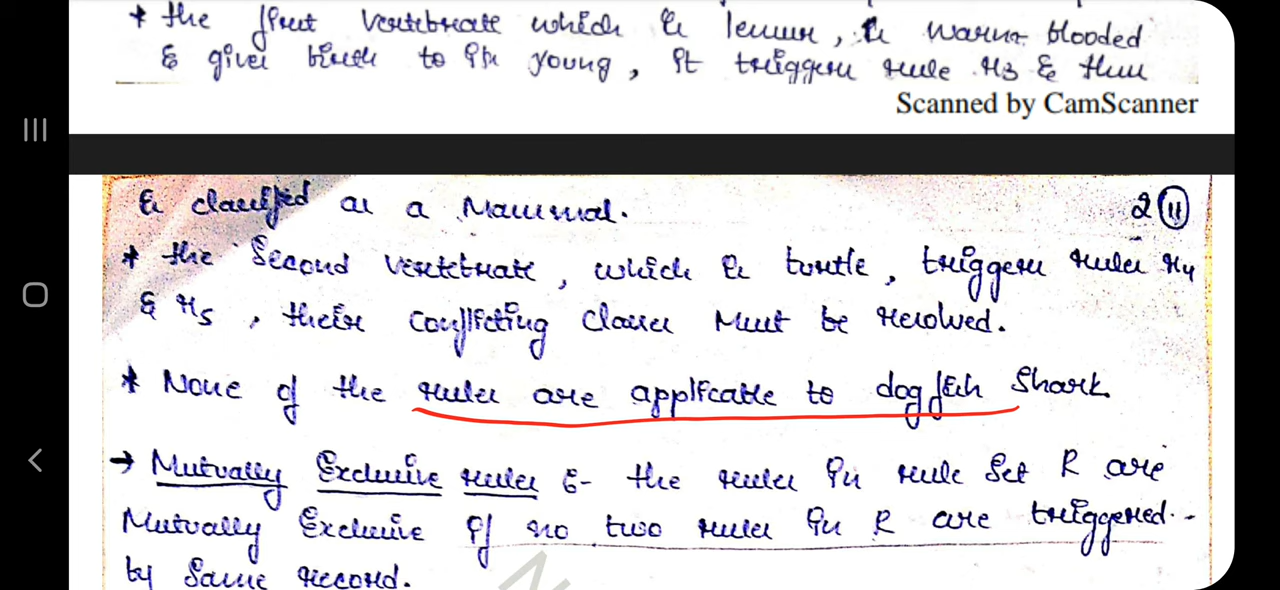 * the first vertebrate which is lemur, is warm blooded
& gives birth to its young, it triggers rule r3 & thus
Scanned by CamScanner
is classified as a Mammal.
2 11
* the Second vertebrate, which is turtle, triggers rules r4
& r5, their conflicting classes Must be resolved.
* None of the rules are applicable to dog fish Shark.
→ Mutually Exclusive rules :- the rules in rule Set R are
Mutually Exclusive if no two rules in R are triggered
by Same record.